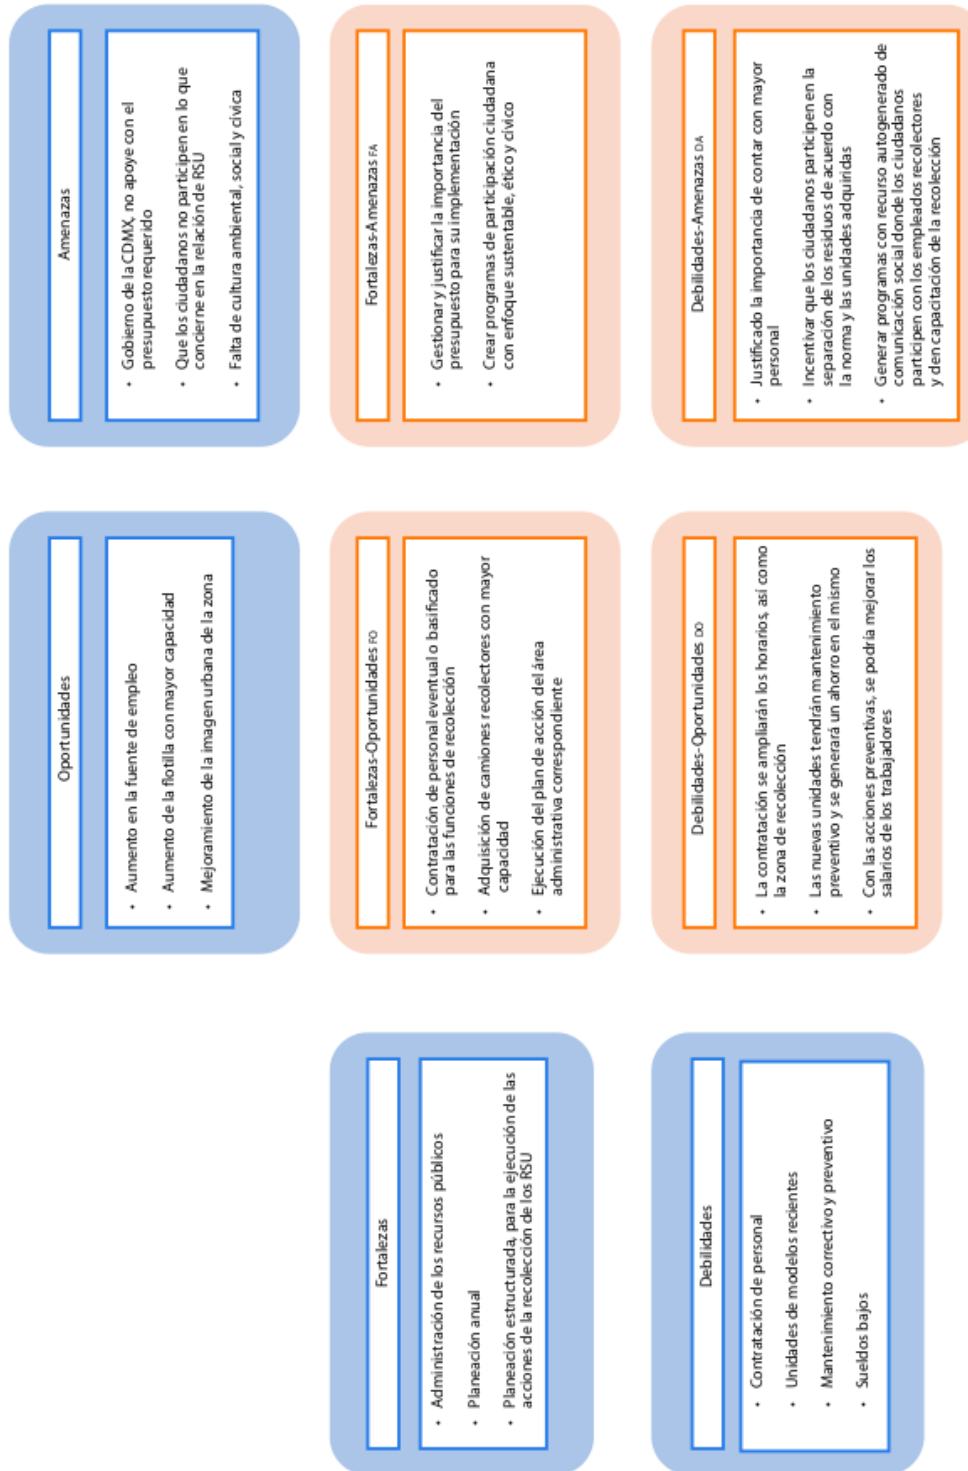 Oportunidades
• Aumento en la fuente de empleo
• Aumento de la flotilla con mayor capacidad
• Mejoramiento de la imagen urbana de la zona
Amenazas
• Gobierno de la CDMX, no apoye con el
presupuesto requerido
• Que los ciudadanos no participen en lo que
concierne en la relación de RSU
• Falta de cultura ambiental, social y cívica
Fortalezas
• Administración de los recursos públicos
• Planeación anual
• Planeación estructurada, para la ejecución de las
acciones de la recolección de los RSU
Fortalezas-Oportunidades FO
• Contratación de personal eventual o basificado
para las funciones de recolección
• Adquisición de camiones recolectores con mayor
capacidad
• Ejecución del plan de acción del área
administrativa correspondiente
Fortalezas-Amenazas FA
• Gestionar y justificar la importancia del
presupuesto para su implementación
• Crear programas de participación ciudadana
con enfoque sustentable, ético y cívico
Debilidades
• Contratación de personal
• Unidades de modelos recientes
• Mantenimiento correctivo y preventivo
• Sueldos bajos
Debilidades-Oportunidades DO
• La contratación se ampliarán los horarios, así como
la zona de recolección
• Las nuevas unidades tendrán mantenimiento
preventivo y se generará un ahorro en el mismo
• Con las acciones preventivas, se podría mejorar los
salarios de los trabajadores
Debilidades-Amenazas DA
• Justificado la importancia de contar con mayor
personal
• Incentivar que los ciudadanos participen en la
separación de los residuos de acuerdo con
la norma y las unidades adquiridas
• Generar programas con recurso autogenerado de
comunicación social donde los ciudadanos
participen con los empleados recolectores
y den capacitación de la recolección